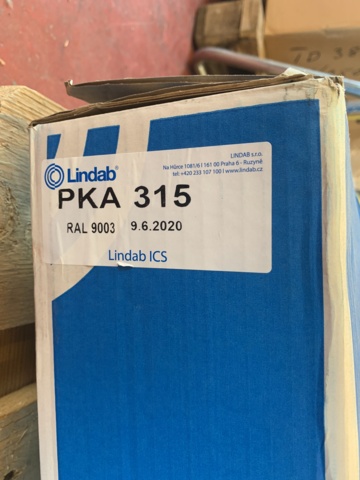 Lindab®
LINDAB s.r.o.
Na Hůrce 1081/6 I 161 00 Praha 6 - Ruzyně
tel: +420 233 107 100 I www.lindab.cz
PKA 315
RAL 9003 9.6.2020
Lindab ICS